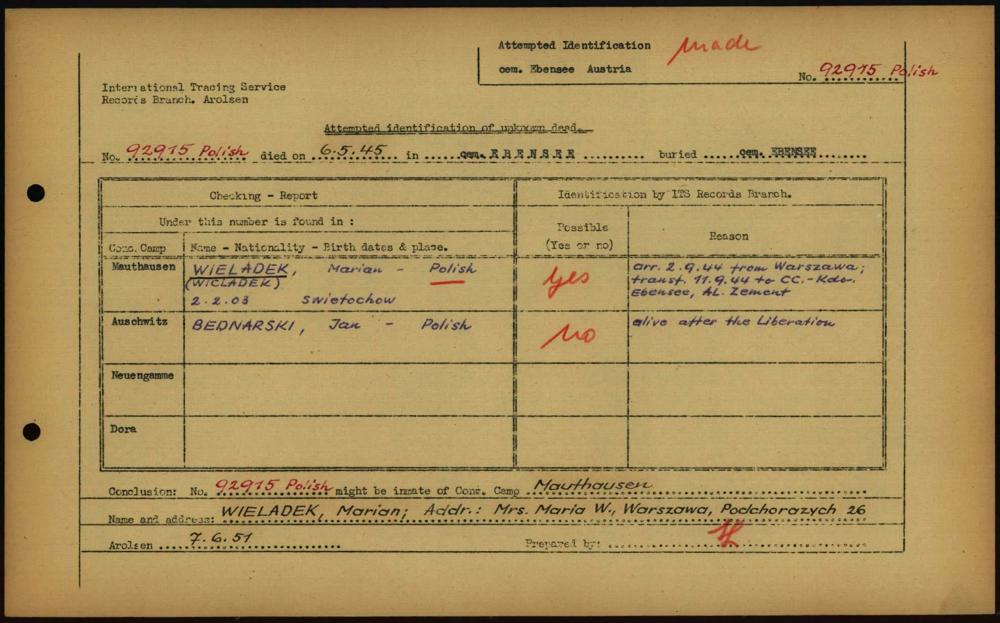 Attempted Identification made
cem. Ebensee Austria
No. 92915 Polish
International Tracing Service
Records Branch. Arolsen
Attempted identification of unknown dead.
No. 92915 Polish died on 6.5.45 in cem. EBENSEE buried cem. EBENSEE
Checking - Report
Identification by ITS Records Branch.
Under this number is found in :
Conc. Camp
Name - Nationality - Birth dates & place.
Possible
(Yes or no)
Reason
Mauthausen
WIELADEK, Marian - Polish
(WICLADEK)
2.2.03 Swietochow
yes
arr. 2.9.44 from Warszawa;
transf. 11.9.44 to CC.-Kdo.
Ebensee, AL. Zement
Auschwitz
BEDNARSKI, Jan - Polish
no
alive after the Liberation
Neuengamme
Dora
Conclusion: No. 92915 Polish might be inmate of Conc. Camp Mauthausen
Name and address: WIELADEK, Marian; Addr.: Mrs. Maria W., Warszawa, Podchorazych 26
Arolsen 7.6.51 Prepared by: